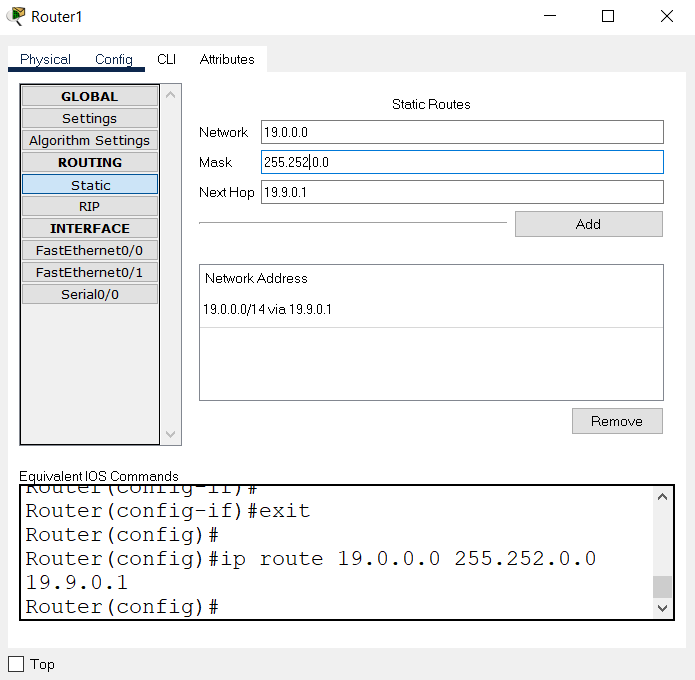 Router1
Physical Config CLI Attributes
GLOBAL
Settings
Algorithm Settings
ROUTING
Static
RIP
INTERFACE
FastEthernet0/0
FastEthernet0/1
Serial0/0
Static Routes
Network 19.0.0.0
Mask 255.252.0.0
Next Hop 19.9.0.1
Add
Network Address
19.0.0.0/14 via 19.9.0.1
Remove
Equivalent IOS Commands
Router(config-if)#
Router(config-if)#exit
Router(config)#
Router(config)#ip route 19.0.0.0 255.252.0.0
19.9.0.1
Router(config)#
Top